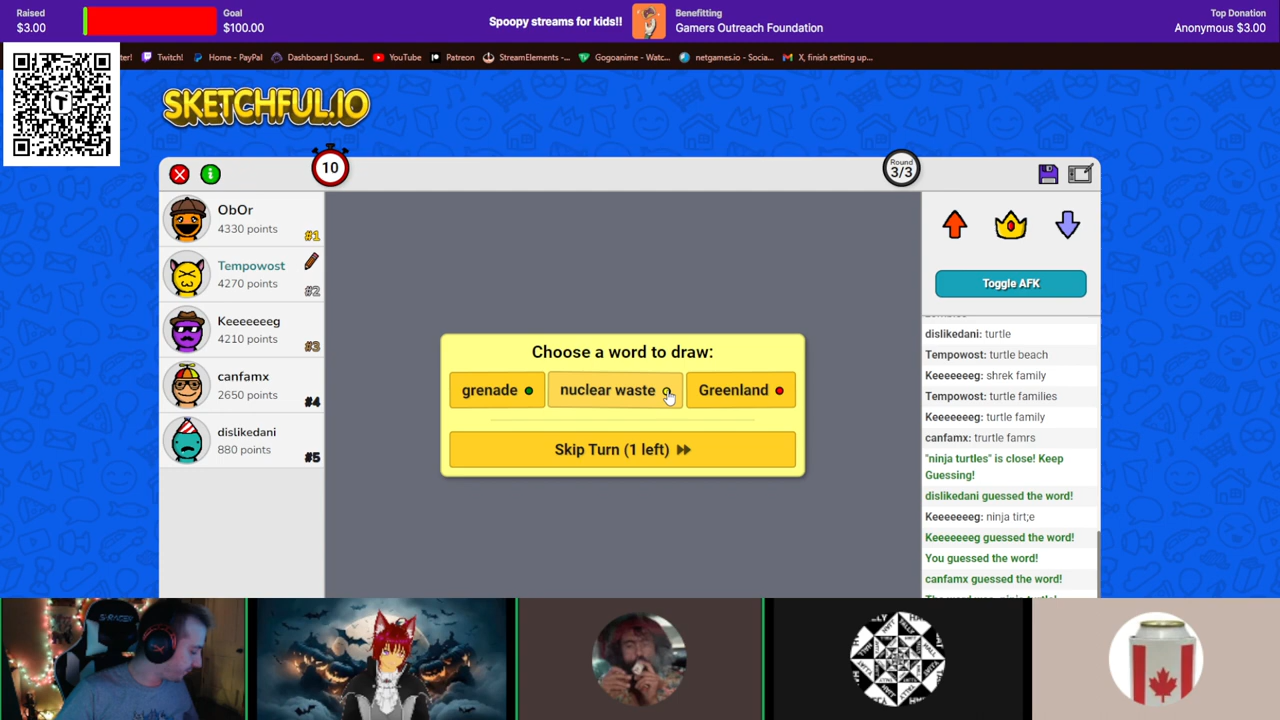 Raised
$3.00
Goal
$100.00
Spoopy streams for kids!!
Benefitting
Gamers Outreach Foundation
Top Donation
Anonymous $3.00
ter!
Twitch!
Home - PayPal
Dashboard | Sound...
YouTube
Patreon
StreamElements -...
Gogoanime - Watc...
netgames.io - Socia...
X, finish setting up...
SKETCHFUL.IO
10
Round
3/3
ObOr
4330 points
#1
Tempowost
4270 points
#2
Keeeeeeeg
4210 points
#3
canfamx
2650 points
#4
dislikedani
880 points
#5
Choose a word to draw:
grenade
nuclear waste
Greenland
Skip Turn (1 left)
Toggle AFK
dislikedani: turtle
Tempowost: turtle beach
Keeeeeeeg: shrek family
Tempowost: turtle families
Keeeeeeeg: turtle family
canfamx: trurtle famrs
"ninja turtles" is close! Keep
Guessing!
dislikedani guessed the word!
Keeeeeeeg: ninja tirt;e
Keeeeeeeg guessed the word!
You guessed the word!
canfamx guessed the word!